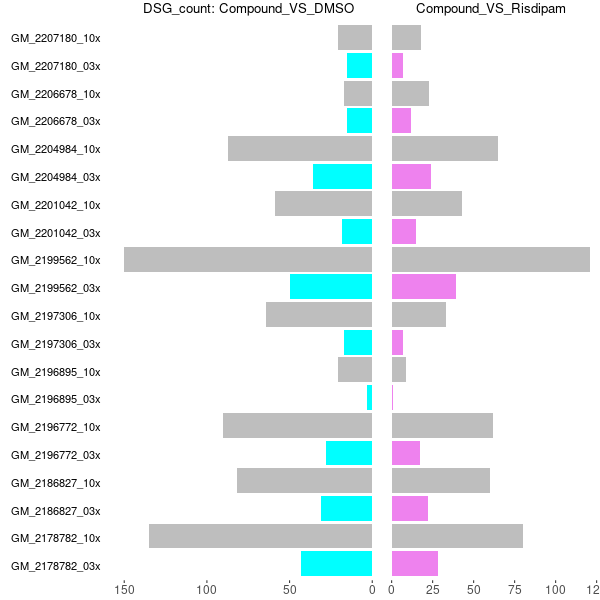 DSG_count: Compound_VS_DMSO Compound_VS_Risdipam
GM_2207180_10x
GM_2207180_03x
GM_2206678_10x
GM_2206678_03x
GM_2204984_10x
GM_2204984_03x
GM_2201042_10x
GM_2201042_03x
GM_2199562_10x
GM_2199562_03x
GM_2197306_10x
GM_2197306_03x
GM_2196895_10x
GM_2196895_03x
GM_2196772_10x
GM_2196772_03x
GM_2186827_10x
GM_2186827_03x
GM_2178782_10x
GM_2178782_03x
150 100 50 0 0 25 50 75 100 12